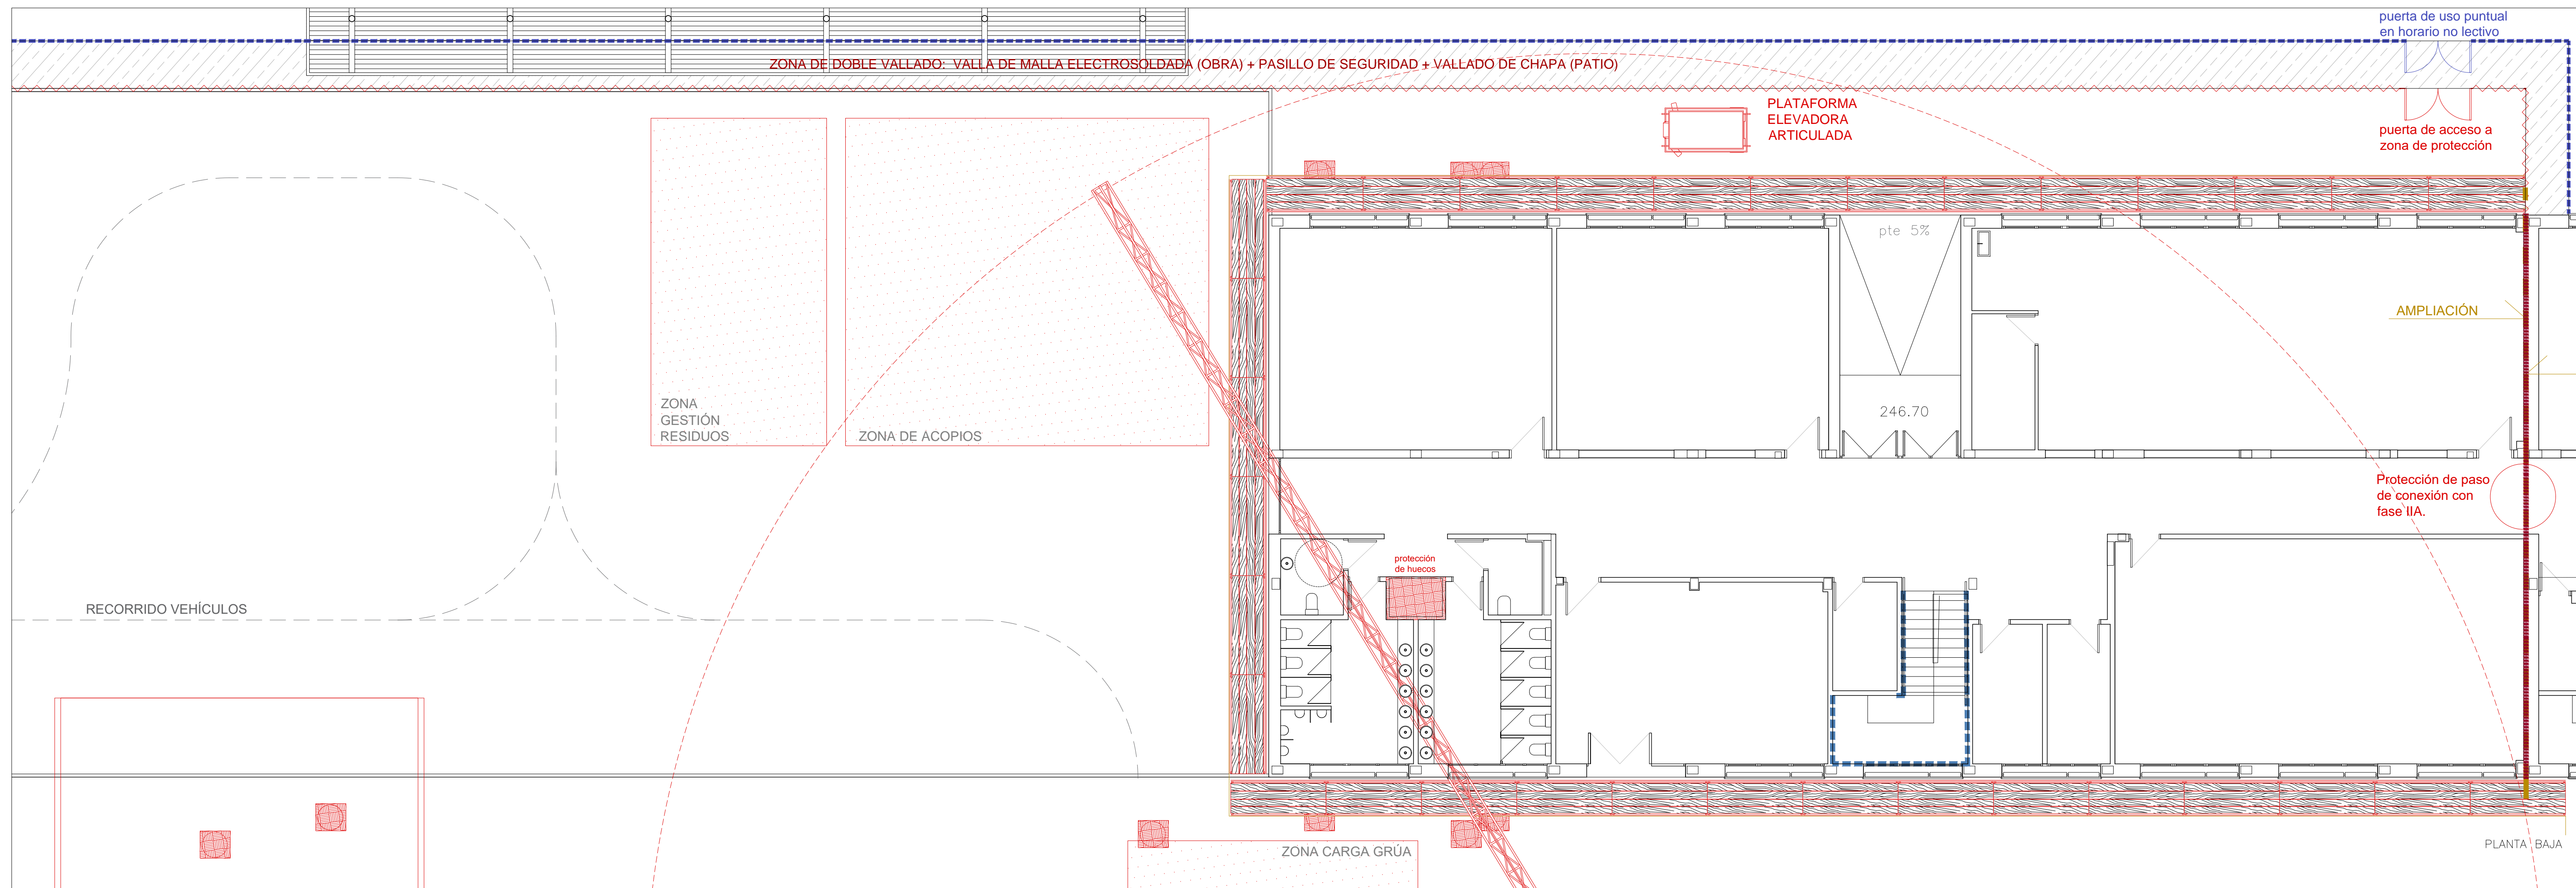 puerta de uso puntual
en horario no lectivo
ZONA DE DOBLE VALLADO:  VALLA DE MALLA ELECTROSOLDADA (OBRA) + PASILLO DE SEGURIDAD + VALLADO DE CHAPA (PATIO)
PLATAFORMA
ELEVADORA
ARTICULADA
puerta de acceso a
zona de protección
pte 5%
AMPLIACIÓN
ZONA
GESTIÓN
RESIDUOS
ZONA DE ACOPIOS
246.70
Protección de paso
de conexión con
fase IIA.
protección
de huecos
RECORRIDO VEHÍCULOS
ZONA CARGA GRÚA
PLANTA BAJA